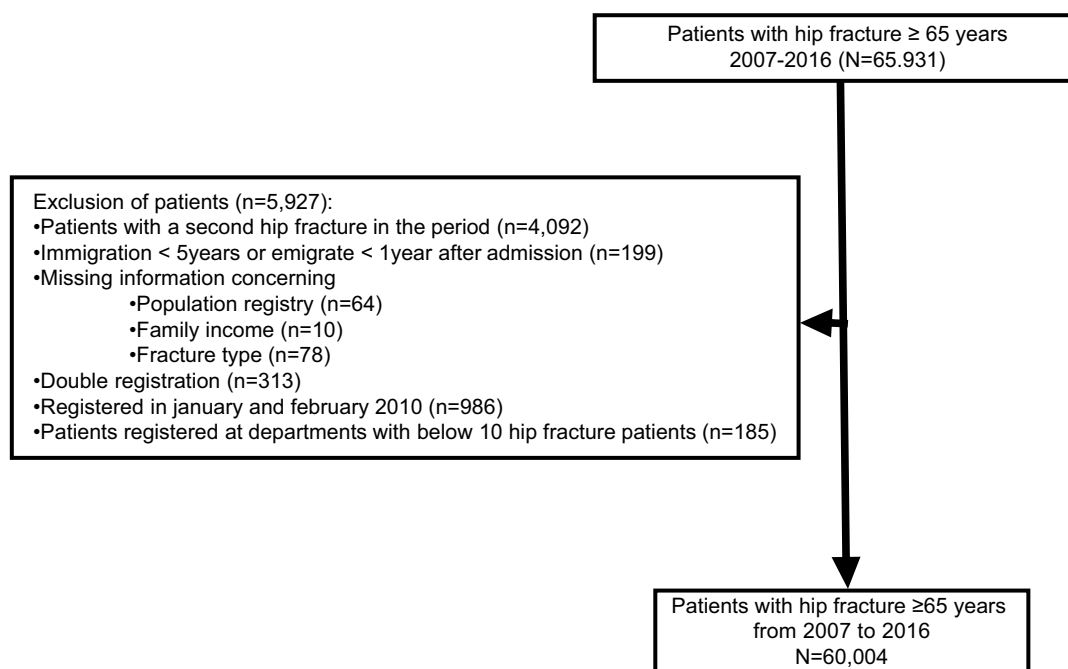 Patients with hip fracture ≥ 65 years
2007-2016 (N=65.931)
Exclusion of patients (n=5,927):
•Patients with a second hip fracture in the period (n=4,092)
•Immigration < 5years or emigrate < 1year after admission (n=199)
•Missing information concerning
•Population registry (n=64)
•Family income (n=10)
•Fracture type (n=78)
•Double registration (n=313)
•Registered in january and february 2010 (n=986)
•Patients registered at departments with below 10 hip fracture patients (n=185)
Patients with hip fracture ≥65 years
from 2007 to 2016
N=60,004